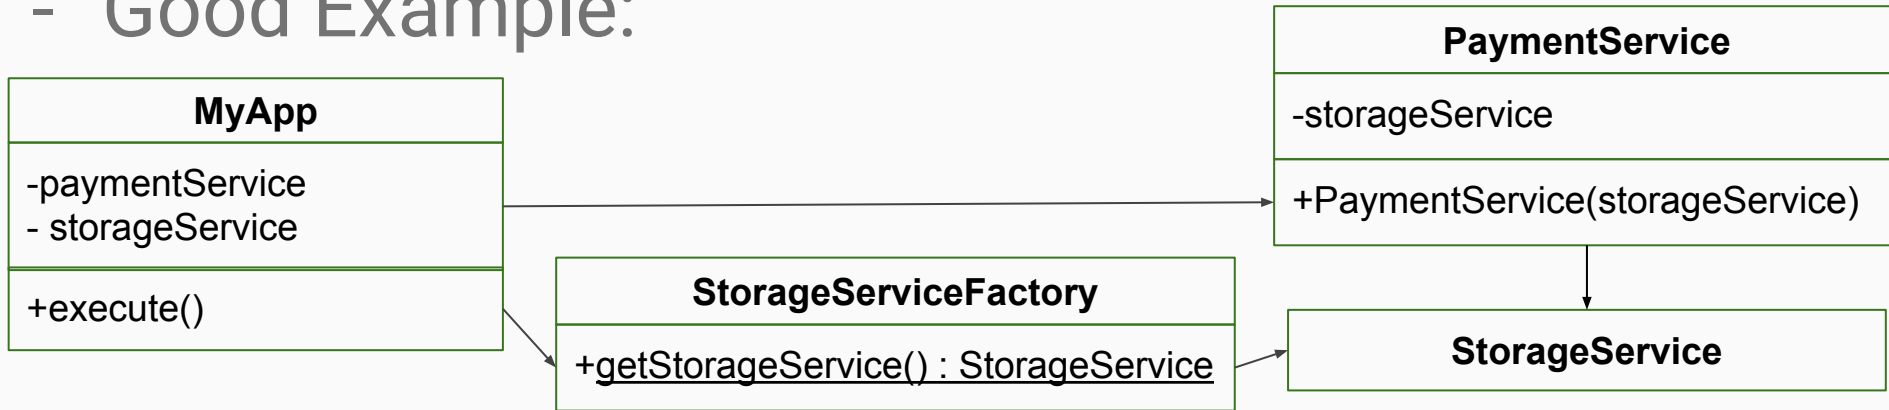 - Good Example:
MyApp
-paymentService
- storageService
+execute()
StorageServiceFactory
+getStorageService() : StorageService
PaymentService
-storageService
+PaymentService(storageService)
StorageService